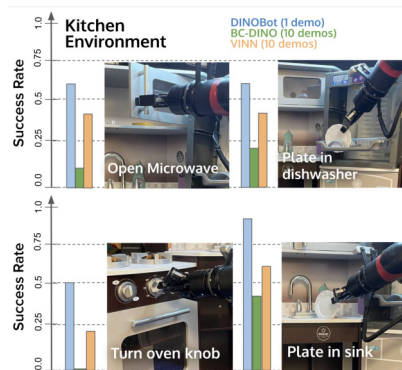 Kitchen
Environment
DINOBot (1 demo)
BC-DINO (10 demos)
VINN (10 demos)
Success Rate
1.0
0.75
0.5
0.25
0.0
Open Microwave
Plate in
dishwasher
Success Rate
1.0
0.75
0.5
0.25
0.0
Turn oven knob
Plate in sink